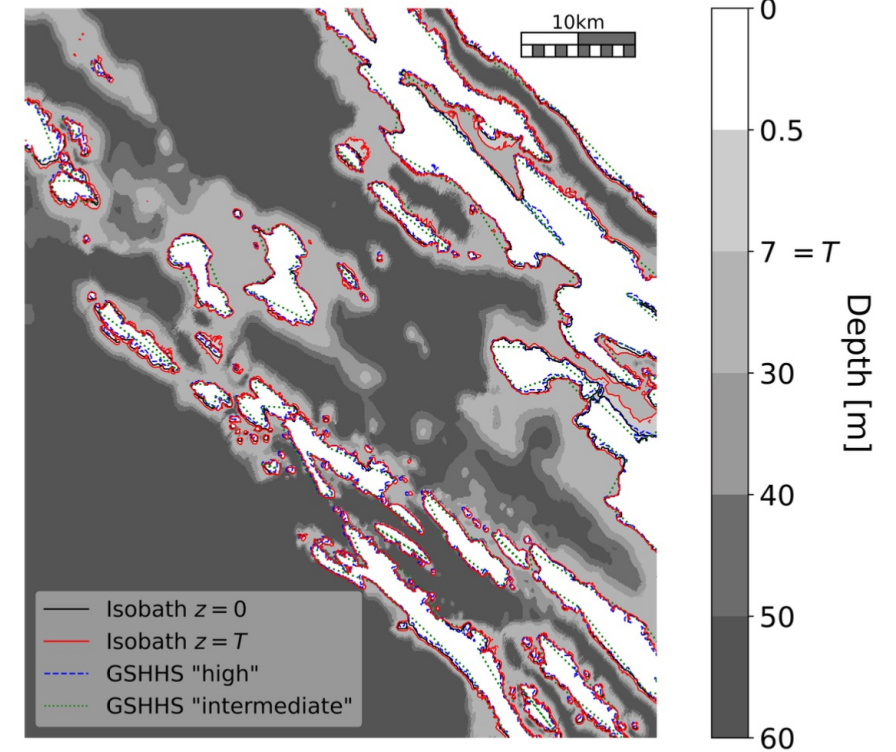 10km
0
0.5
7 = T
30
40
50
60
Depth [m]
Isobath z = 0
Isobath z = T
GSHHS "high"
GSHHS "intermediate"